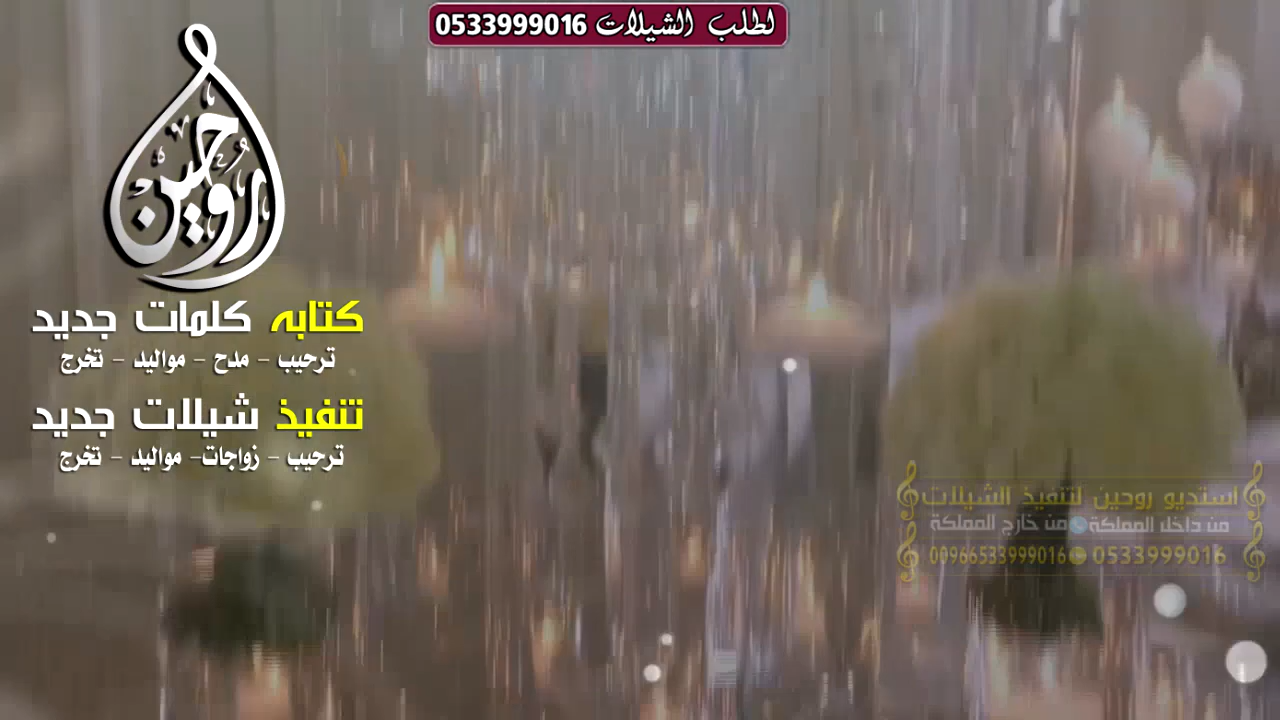 لطلب الشيلات 0533999016
روحين
كتابه كلمات جديد
ترحيب - مدح - مواليد - تخرج
تنفيذ شيلات جديد
ترحيب - زواجات- مواليد - تخرج
استديو روحين لتنفيذ الشيلات
من داخل المملكة من خارج المملكة
0533999016 00966533999016